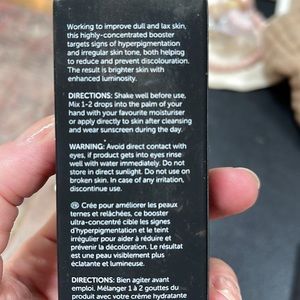 Working to improve dull and lax skin,
this highly-concentrated booster
targets signs of hyperpigmentation
and irregular skin tone, both helping
to reduce and prevent discolouration.
The result is brighter skin with
enhanced luminosity.
DIRECTIONS: Shake well before use.
Mix 1-2 drops into the palm of your
hand with your favourite moisturiser
or apply directly to skin after cleansing
and wear sunscreen during the day.
WARNING: Avoid direct contact with
eyes, if product gets into eyes rinse
well with water immediately. Do not
store in direct sunlight. Do not use on
broken skin. In case of any irritation,
discontinue use.
FR Crée pour améliorer les peaux
ternes et relâchées, ce booster
ultra-concentré cible les signes
d'hyperpigmentation et le teint
irrégulier pour aider à réduire et
prévenir la décoloration. Le résultat
est une peau visiblement plus
éclatante et lumineuse.
DIRECTIONS: Bien agiter avant
emploi. Mélanger 1 à 2 gouttes du
produit avec votre crème hydratante